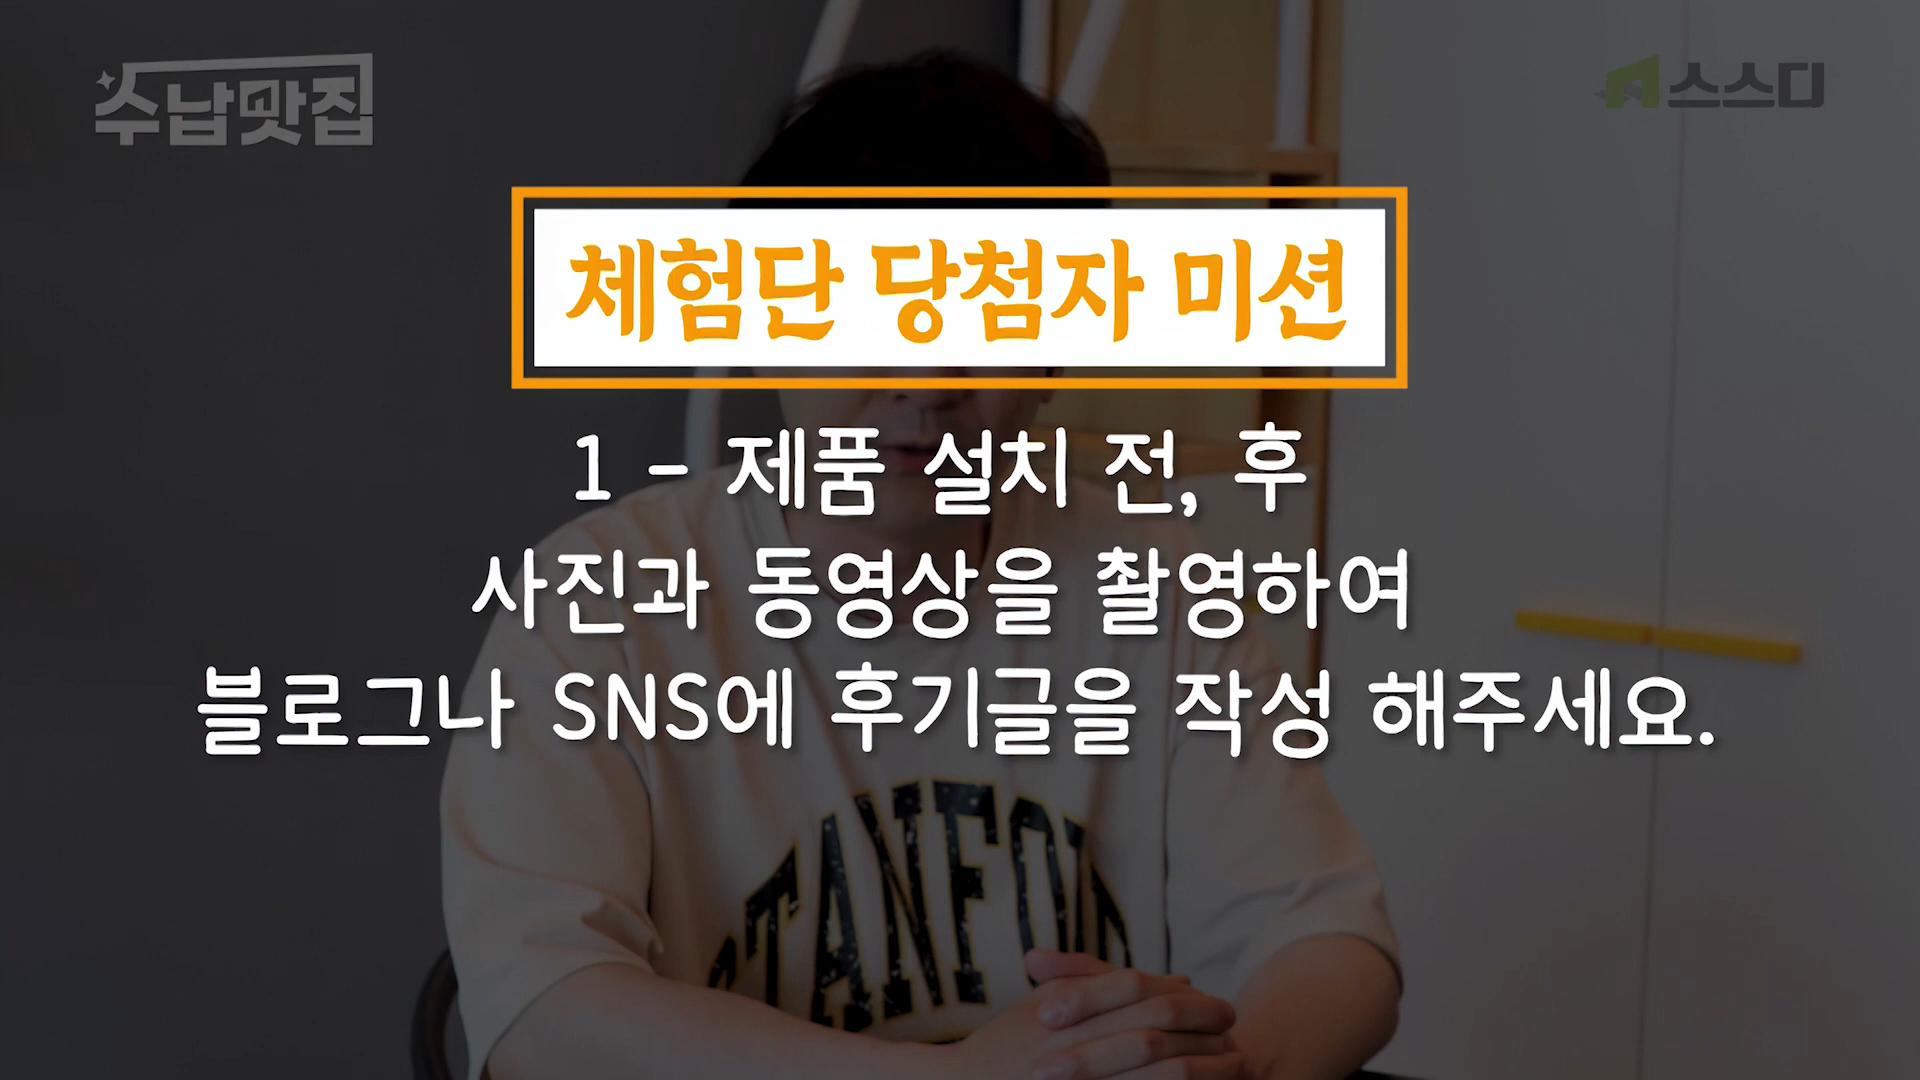 수납맛집
스스디
체험단 당첨자 미션
1 - 제품 설치 전, 후
사진과 동영상을 촬영하여
블로그나 SNS에 후기글을 작성 해주세요.
STANFO